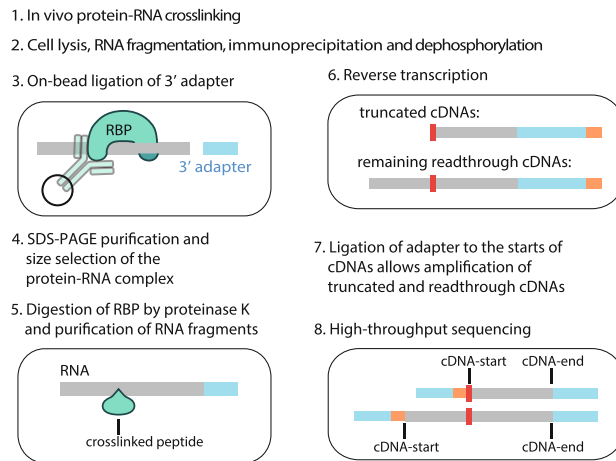 1. In vivo protein-RNA crosslinking
2. Cell lysis, RNA fragmentation, immunoprecipitation and dephosphorylation
3. On-bead ligation of 3’ adapter
RBP
3’ adapter
4. SDS-PAGE purification and
size selection of the
protein-RNA complex
5. Digestion of RBP by proteinase K
and purification of RNA fragments
RNA
crosslinked peptide
6. Reverse transcription
truncated cDNAs:
remaining readthrough cDNAs:
7. Ligation of adapter to the starts of
cDNAs allows amplification of
truncated and readthrough cDNAs
8. High-throughput sequencing
cDNA-start cDNA-end
cDNA-start cDNA-end